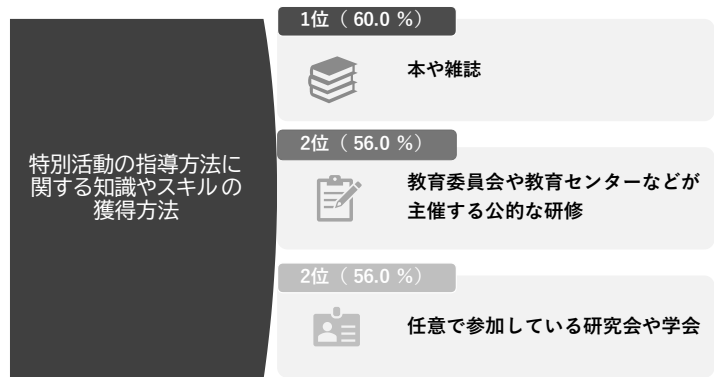 特別活動の指導方法に
関する知識やスキルの
獲得方法
1位（60.0 %）
本や雑誌
2位（56.0 %）
教育委員会や教育センターなどが
主催する公的な研修
2位（56.0 %）
任意で参加している研究会や学会